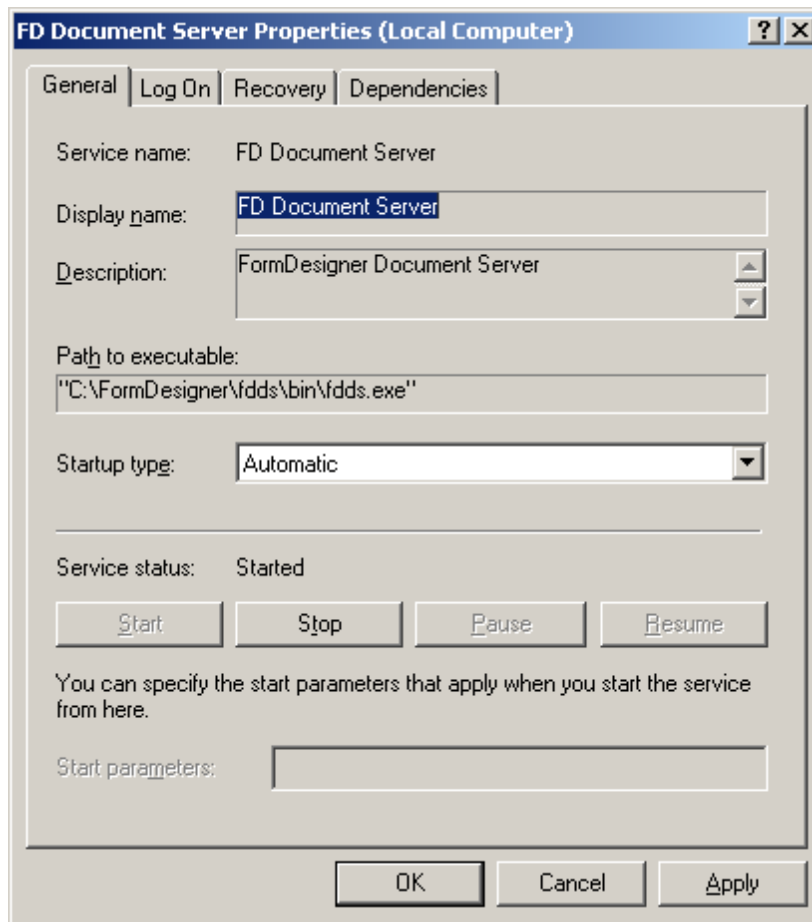 FD Document Server Properties (Local Computer)
General Log On Recovery Dependencies
Service name: FD Document Server
Display name: FD Document Server
Description: FormDesigner Document Server
Path to executable:
"C:\FormDesigner\fdds\bin\fdds.exe"
Startup type: Automatic
Service status: Started
Start Stop Pause Resume
You can specify the start parameters that apply when you start the service
from here.
Start parameters:
OK Cancel Apply